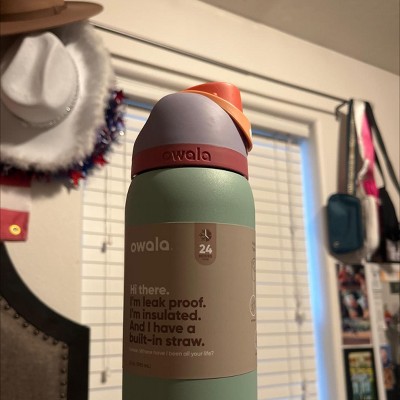 owala
owala
24
Hi there.
I'm leak proof.
I'm insulated.
And I have a
built-in straw.